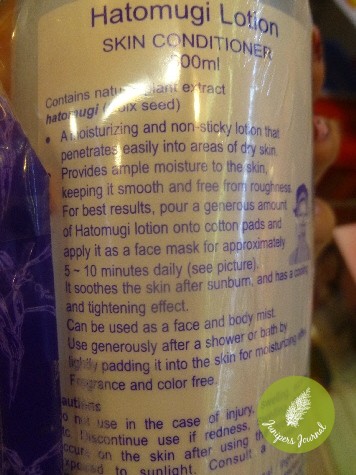 Hatomugi Lotion
SKIN CONDITIONER
Contains plant extract
hatomugi seed)
• A moisturizing and non-sticky lotion that
penetrates easily into areas of dry skin.
Provides ample moisture to the skin,
keeping it smooth and free from roughness.
For best results, pour a generous amount
of Hatomugi lotion onto cotton pads and
apply it as a face mask for approximately
5 ~ 10 minutes daily (see picture).
It soothes the skin after sunburn, and has a cooling
and tightening effect.
Can be used as a face and body mist.
Use generously after a shower or bath by
lightly padding it into the skin for moisturizing
Fragrance and color free.
not use in the case of injury,
Discontinue use if redness,
on the skin after using
to sunlight. Consult a
Junipers Journal